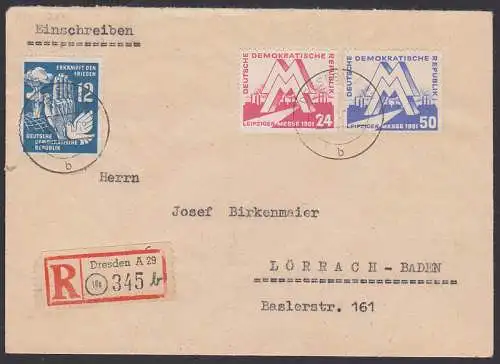 Einschreiben
ERKÄMPFT DEN
FRIEDEN
12
DEUTSCHE
DEMOKRATISCHE
REPUBLIK
DEUTSCHE DEMOKRATISCHE REPUBLIK
24
LEIPZIGER MESSE 1951
DEUTSCHE DEMOKRATISCHE REPUBLIK
50
LEIPZIGER MESSE 1951
b
b
Herrn
Josef Birkenmaier
LÖRRACH-BADEN
Baslerstr. 161
R
Dresden A 29
345 b